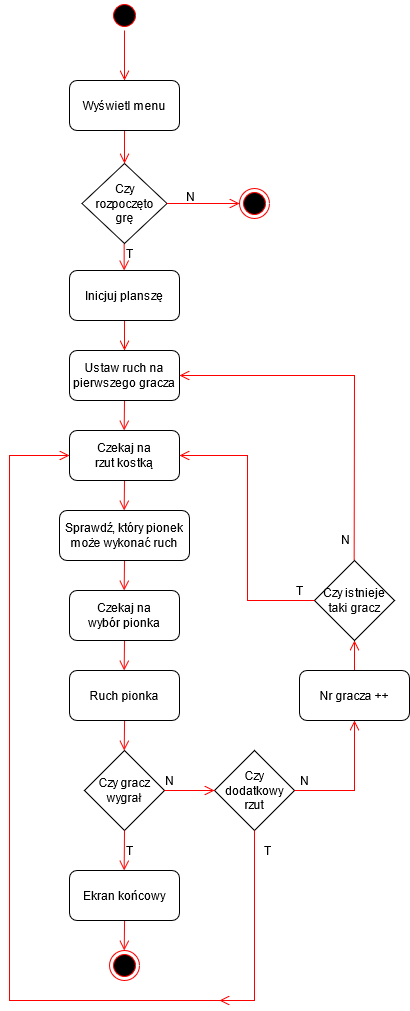 Wyświetl menu
Czy
rozpoczęto
grę
N
T
Inicjuj planszę
Ustaw ruch na
pierwszego gracza
Czekaj na
rzut kostką
Sprawdź, który pionek
może wykonać ruch
N
T
Czy istnieje
taki gracz
Czekaj na
wybór pionka
Ruch pionka
Nr gracza ++
Czy gracz
wygrał
N
Czy
dodatkowy
rzut
N
T
T
Ekran końcowy